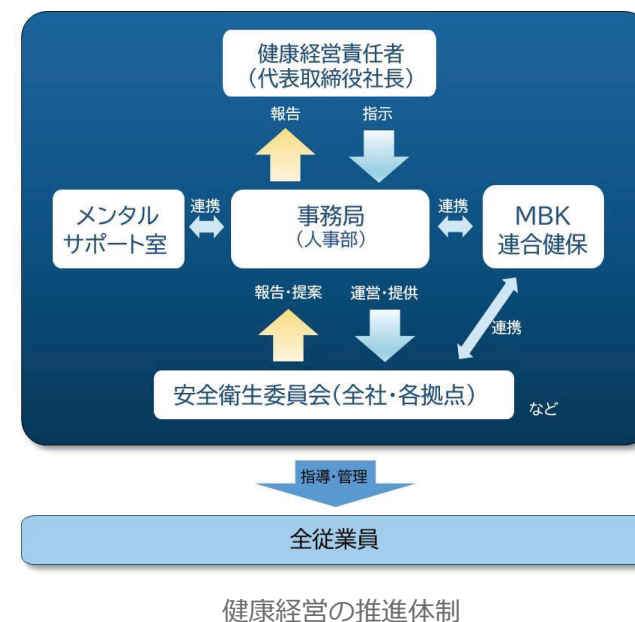 健康経営責任者
(代表取締役社長)
報告
指示
メンタル
サポート室
連携
事務局
(人事部)
連携
MBK
連合健保
報告・提案
運営・提供
連携
安全衛生委員会(全社・各拠点)
など
指導・管理
全従業員
健康経営の推進体制